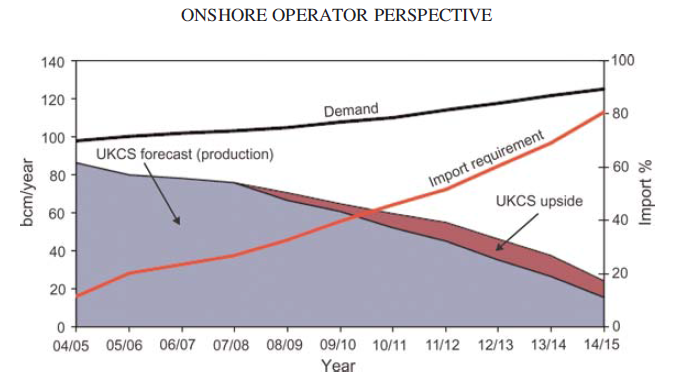 ONSHORE OPERATOR PERSPECTIVE
140
120
100
80
60
40
20
0
bcm/year
100
80
60
40
20
0
Import %
Demand
UKCS forecast (production)
Import requirement
UKCS upside
04/05 05/06 06/07 07/08 08/09 09/10 10/11 11/12 12/13 13/14 14/15
Year